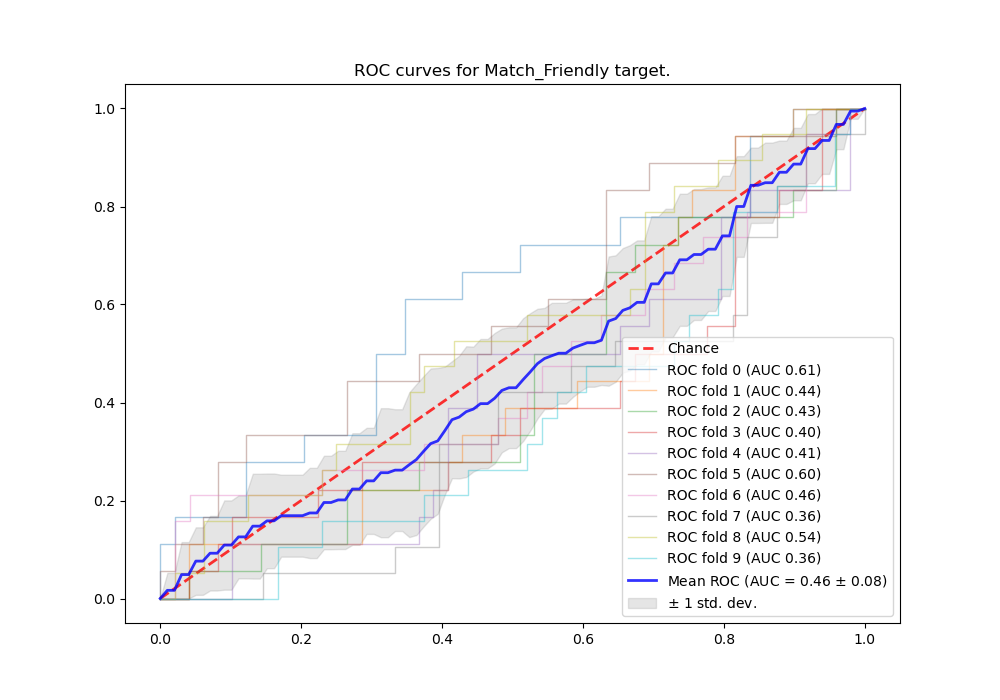 ROC curves for Match_Friendly target.
1.0
0.8
0.6
0.4
0.2
0.0
0.0 0.2 0.4 0.6 0.8 1.0
Chance
ROC fold 0 (AUC 0.61)
ROC fold 1 (AUC 0.44)
ROC fold 2 (AUC 0.43)
ROC fold 3 (AUC 0.40)
ROC fold 4 (AUC 0.41)
ROC fold 5 (AUC 0.60)
ROC fold 6 (AUC 0.46)
ROC fold 7 (AUC 0.36)
ROC fold 8 (AUC 0.54)
ROC fold 9 (AUC 0.36)
Mean ROC (AUC = 0.46 ± 0.08)
± 1 std. dev.